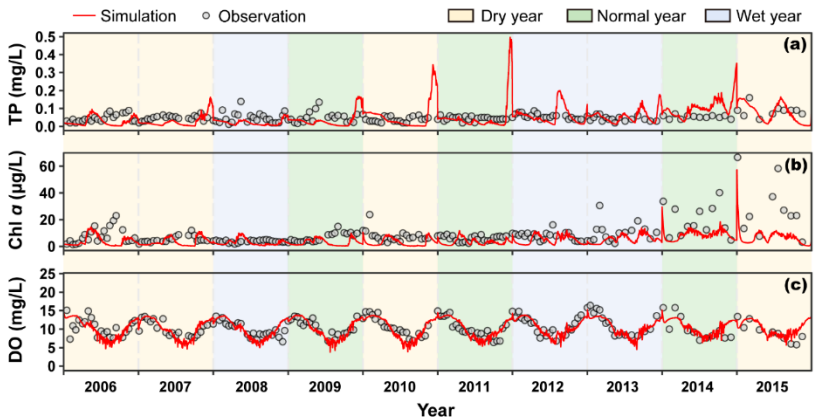 Simulation Observation Dry year Normal year Wet year
(a)
TP (mg/L)
0.5
0.4
0.3
0.2
0.1
0.0
(b)
Chl a (μg/L)
60
40
20
0
(c)
DO (mg/L)
25
20
15
10
5
0
2006 2007 2008 2009 2010 2011 2012 2013 2014 2015
Year